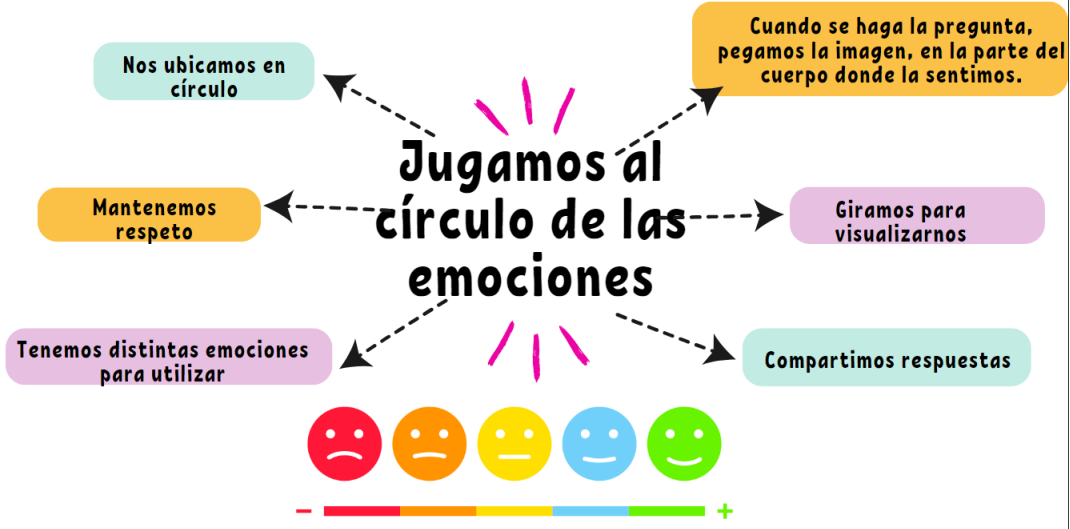 Jugamos al
círculo de las
emociones
Nos ubicamos en
círculo
Mantenemos
respeto
Tenemos distintas emociones
para utilizar
Cuando se haga la pregunta,
pegamos la imagen, en la parte del
cuerpo donde la sentimos.
Giramos para
visualizarnos
Compartimos respuestas
- +